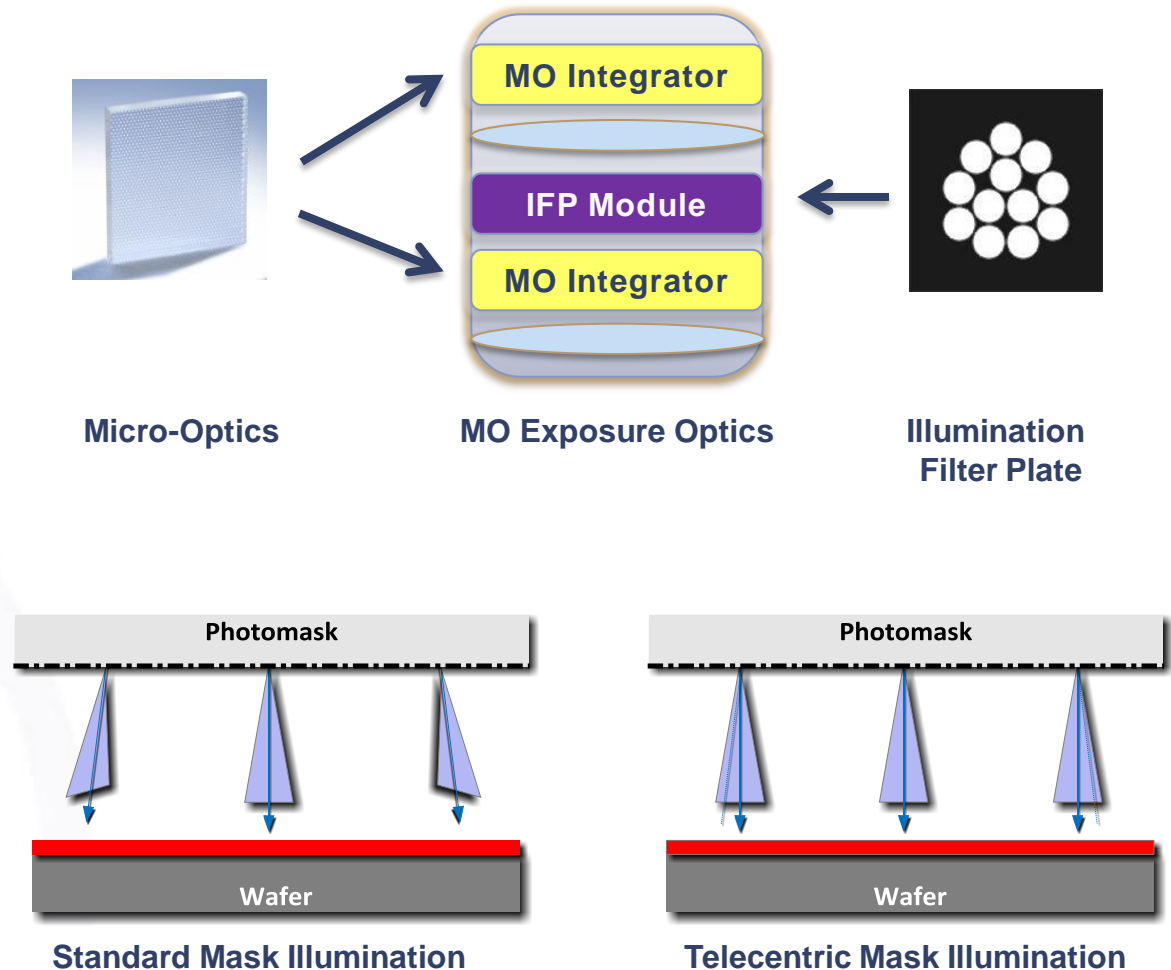 MO Integrator
IFP Module
MO Integrator
Micro-Optics
MO Exposure Optics
Illumination
Filter Plate
Photomask
Wafer
Standard Mask Illumination
Photomask
Wafer
Telecentric Mask Illumination